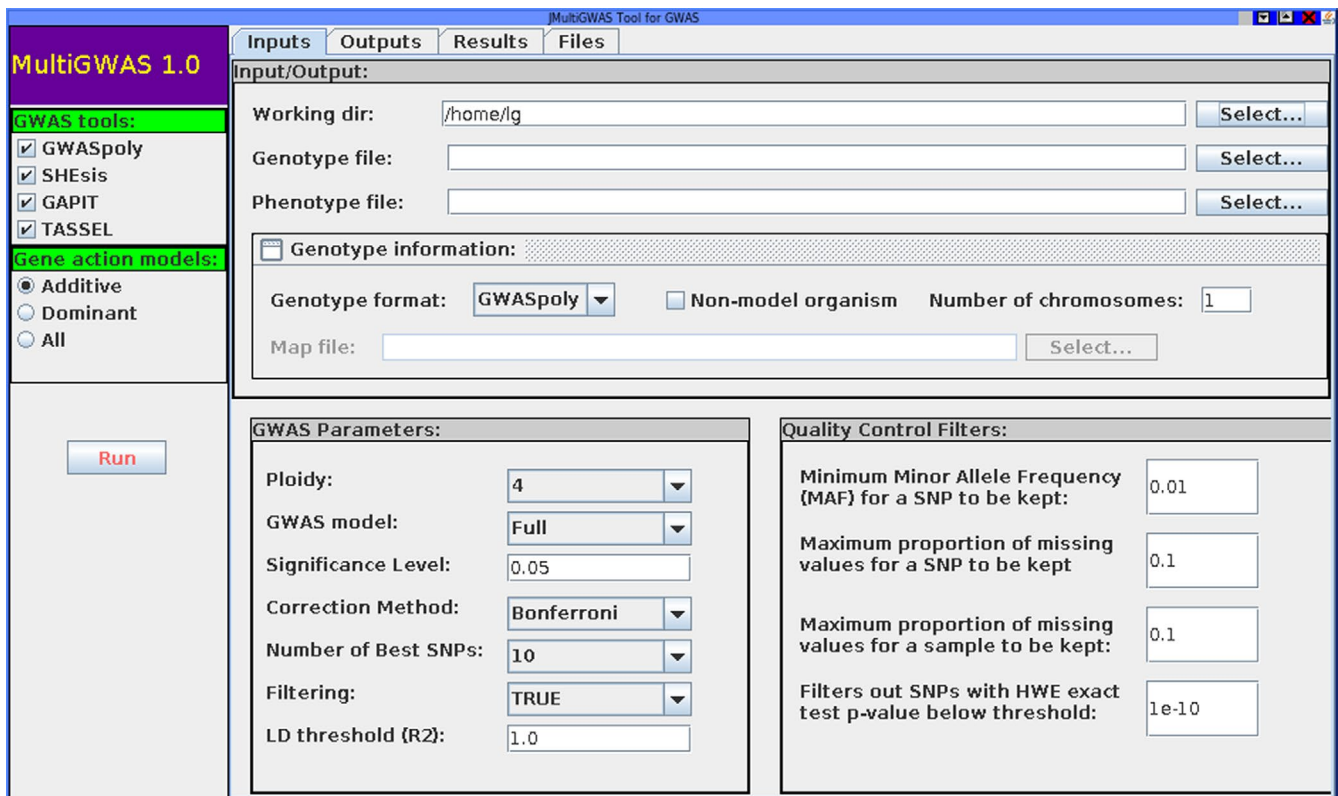 JMultiGWAS Tool for GWAS
MultiGWAS 1.0
GWAS tools:
GWASpoly
SHEsis
GAPIT
TASSEL
Gene action models:
Additive
Dominant
All
Run
Inputs Outputs Results Files
Input/Output:
Working dir: /home/lg Select...
Genotype file: Select...
Phenotype file: Select...
Genotype information:
Genotype format: GWASpoly Non-model organism Number of chromosomes: 1
Map file: Select...
GWAS Parameters:
Ploidy: 4
GWAS model: Full
Significance Level: 0.05
Correction Method: Bonferroni
Number of Best SNPs: 10
Filtering: TRUE
LD threshold (R2): 1.0
Quality Control Filters:
Minimum Minor Allele Frequency
(MAF) for a SNP to be kept: 0.01
Maximum proportion of missing
values for a SNP to be kept 0.1
Maximum proportion of missing
values for a sample to be kept: 0.1
Filters out SNPs with HWE exact
test p-value below threshold: 1e-10